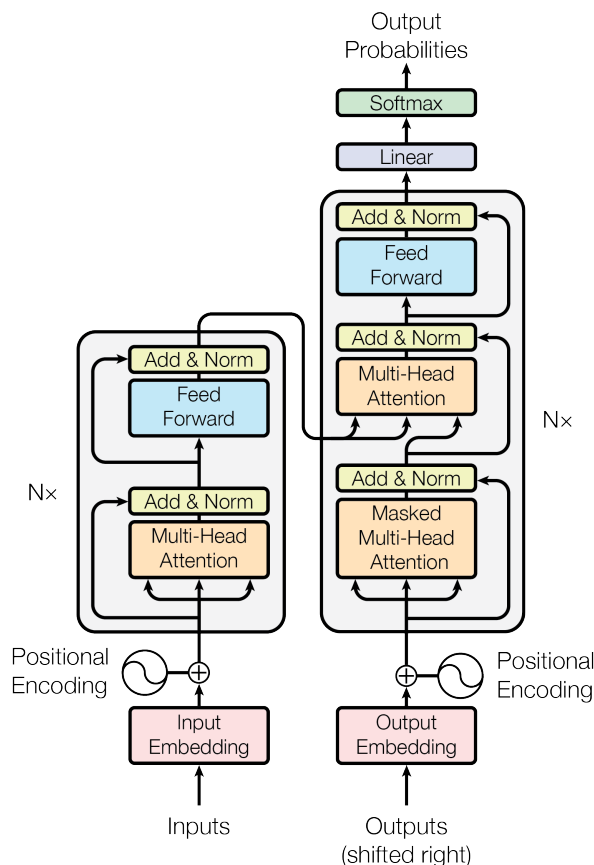 Output
Probabilities
Softmax
Linear
Add & Norm
Feed
Forward
Add & Norm
Multi-Head
Attention
Add & Norm
Masked
Multi-Head
Attention
N×
Add & Norm
Feed
Forward
Add & Norm
Multi-Head
Attention
N×
Positional
Encoding
Positional
Encoding
Input
Embedding
Output
Embedding
Inputs
Outputs
(shifted right)